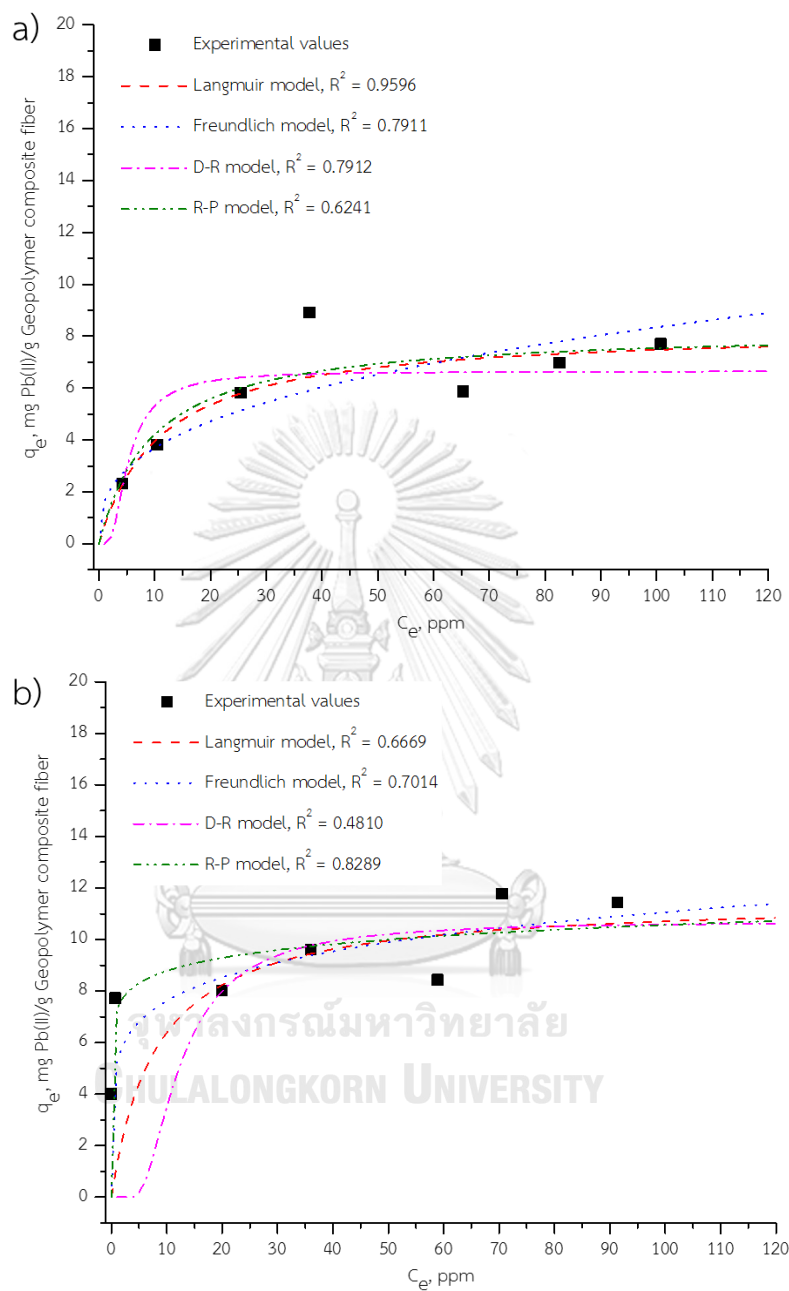 a)
20
18
16
14
12
10
8
6
4
2
0
qe, mg Pb(II)/g Geopolymer composite fiber
Experimental values
Langmuir model, R² = 0.9596
Freundlich model, R² = 0.7911
D-R model, R² = 0.7912
R-P model, R² = 0.6241
0 10 20 30 40 50 60 70 80 90 100 110 120
Ce, ppm
b)
20
18
16
14
12
10
8
6
4
2
0
qe, mg Pb(II)/g Geopolymer composite fiber
Experimental values
Langmuir model, R² = 0.6669
Freundlich model, R² = 0.7014
D-R model, R² = 0.4810
R-P model, R² = 0.8289
จุฬาลงกรณ์มหาวิทยาลัย
CHULALONGKORN UNIVERSITY
0 10 20 30 40 50 60 70 80 90 100 110 120
Ce, ppm